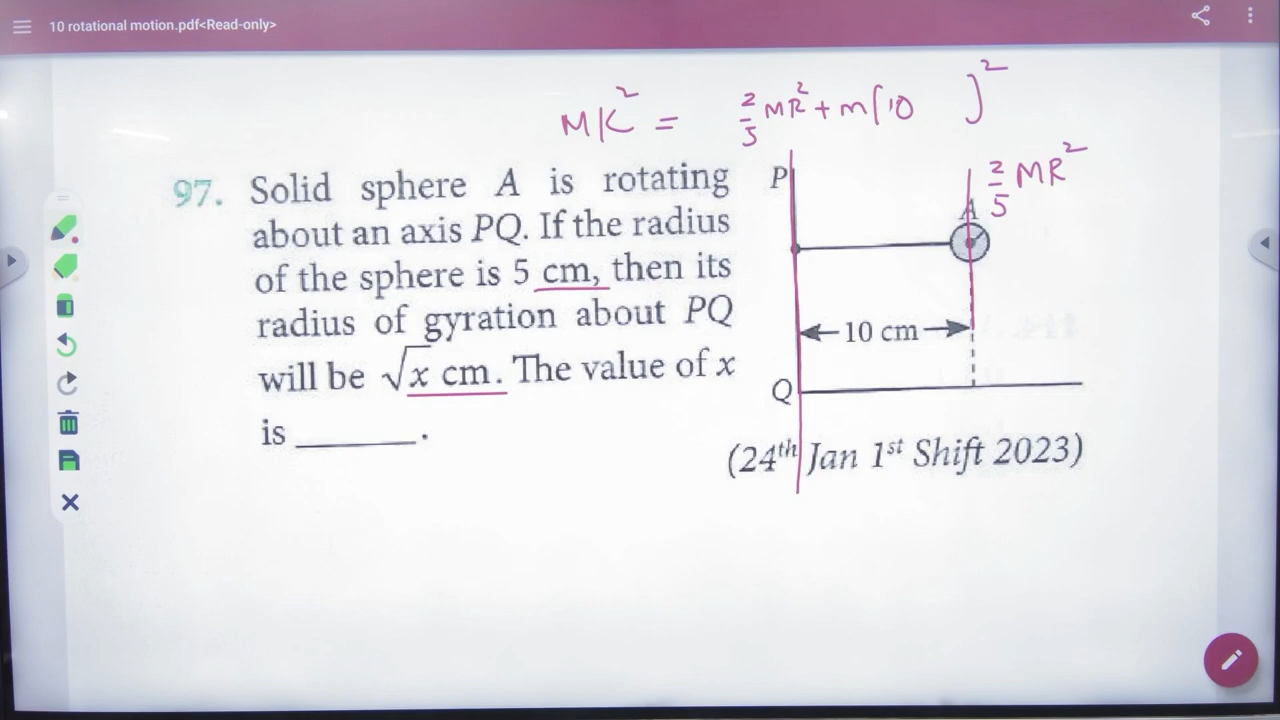 10 rotational motion.pdf<Read-only>
MK² = 2/5 MR² + m(10 )²
97. Solid sphere A is rotating
about an axis PQ. If the radius
of the sphere is 5 cm, then its
radius of gyration about PQ
will be √x cm. The value of x
is ________.
P
2/5 MR²
A
10 cm
Q
(24th Jan 1st Shift 2023)